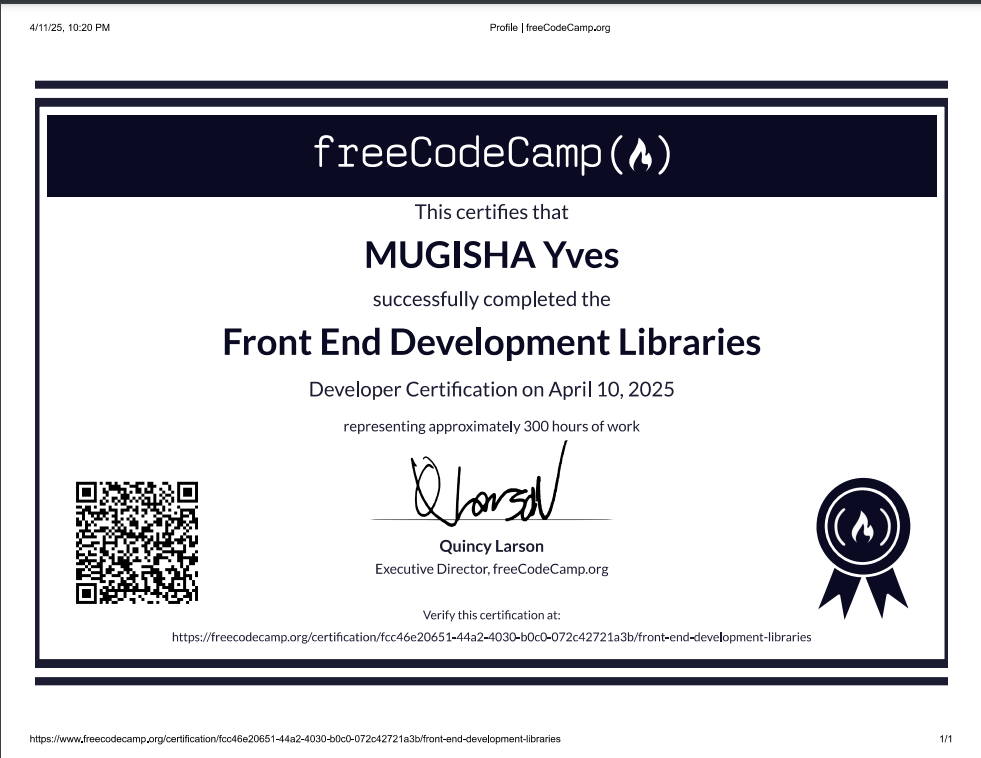 4/11/25, 10:20 PM
Profile | freeCodeCamp.org
freeCodeCamp(🔥)
This certifies that
MUGISHA Yves
successfully completed the
Front End Development Libraries
Developer Certification on April 10, 2025
representing approximately 300 hours of work
Q Larson
Quincy Larson
Executive Director, freeCodeCamp.org
Verify this certification at:
https://freecodecamp.org/certification/fcc46e20651-44a2-4030-b0c0-072c42721a3b/front-end-development-libraries
https://www.freecodecamp.org/certification/fcc46e20651-44a2-4030-b0c0-072c42721a3b/front-end-development-libraries
1/1